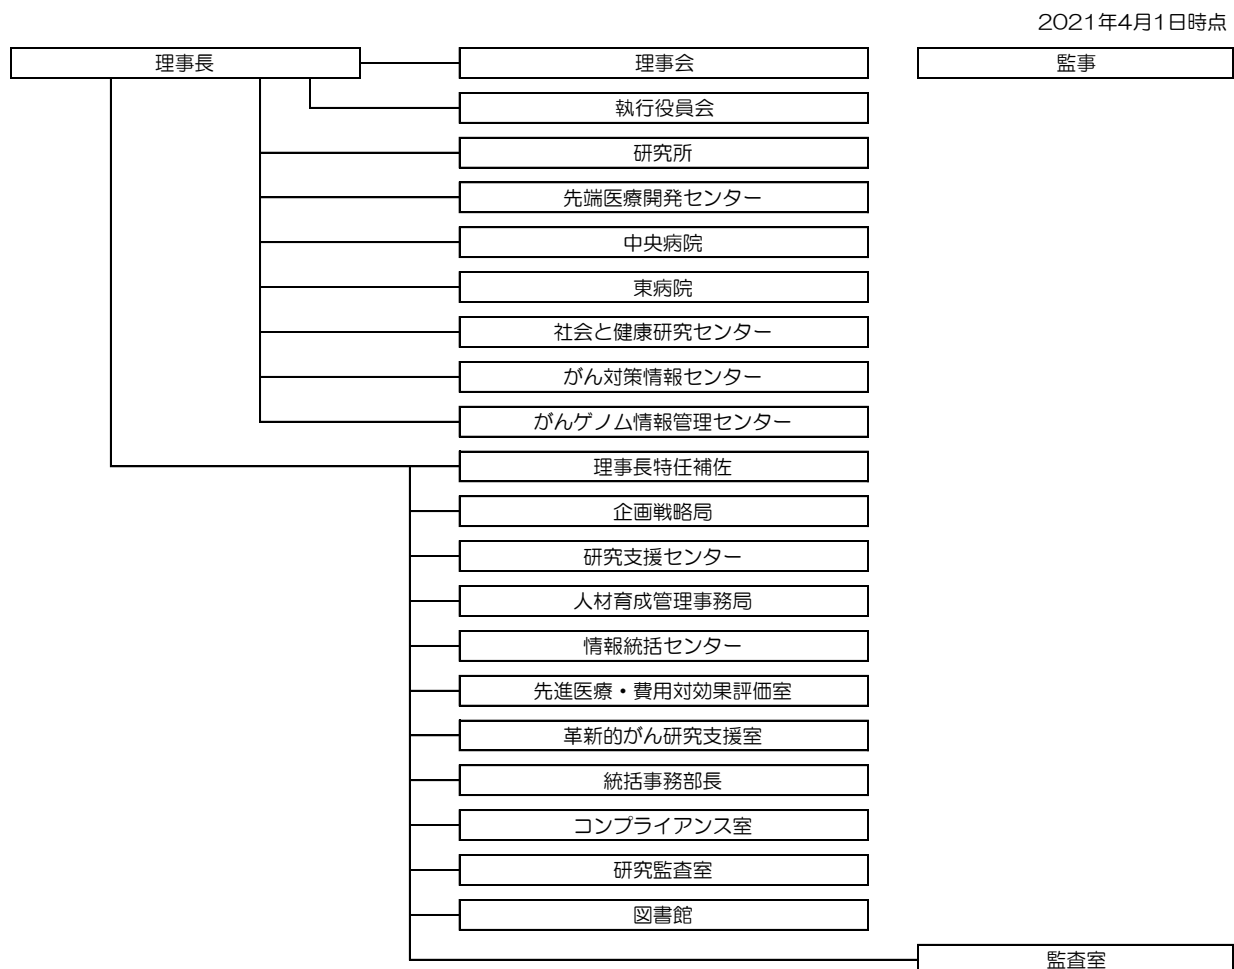 2021年4月1日時点
理事長
理事会
監事
執行役員会
研究所
先端医療開発センター
中央病院
東病院
社会と健康研究センター
がん対策情報センター
がんゲノム情報管理センター
理事長特任補佐
企画戦略局
研究支援センター
人材育成管理事務局
情報統括センター
先進医療・費用対効果評価室
革新的がん研究支援室
統括事務部長
コンプライアンス室
研究監査室
図書館
監査室